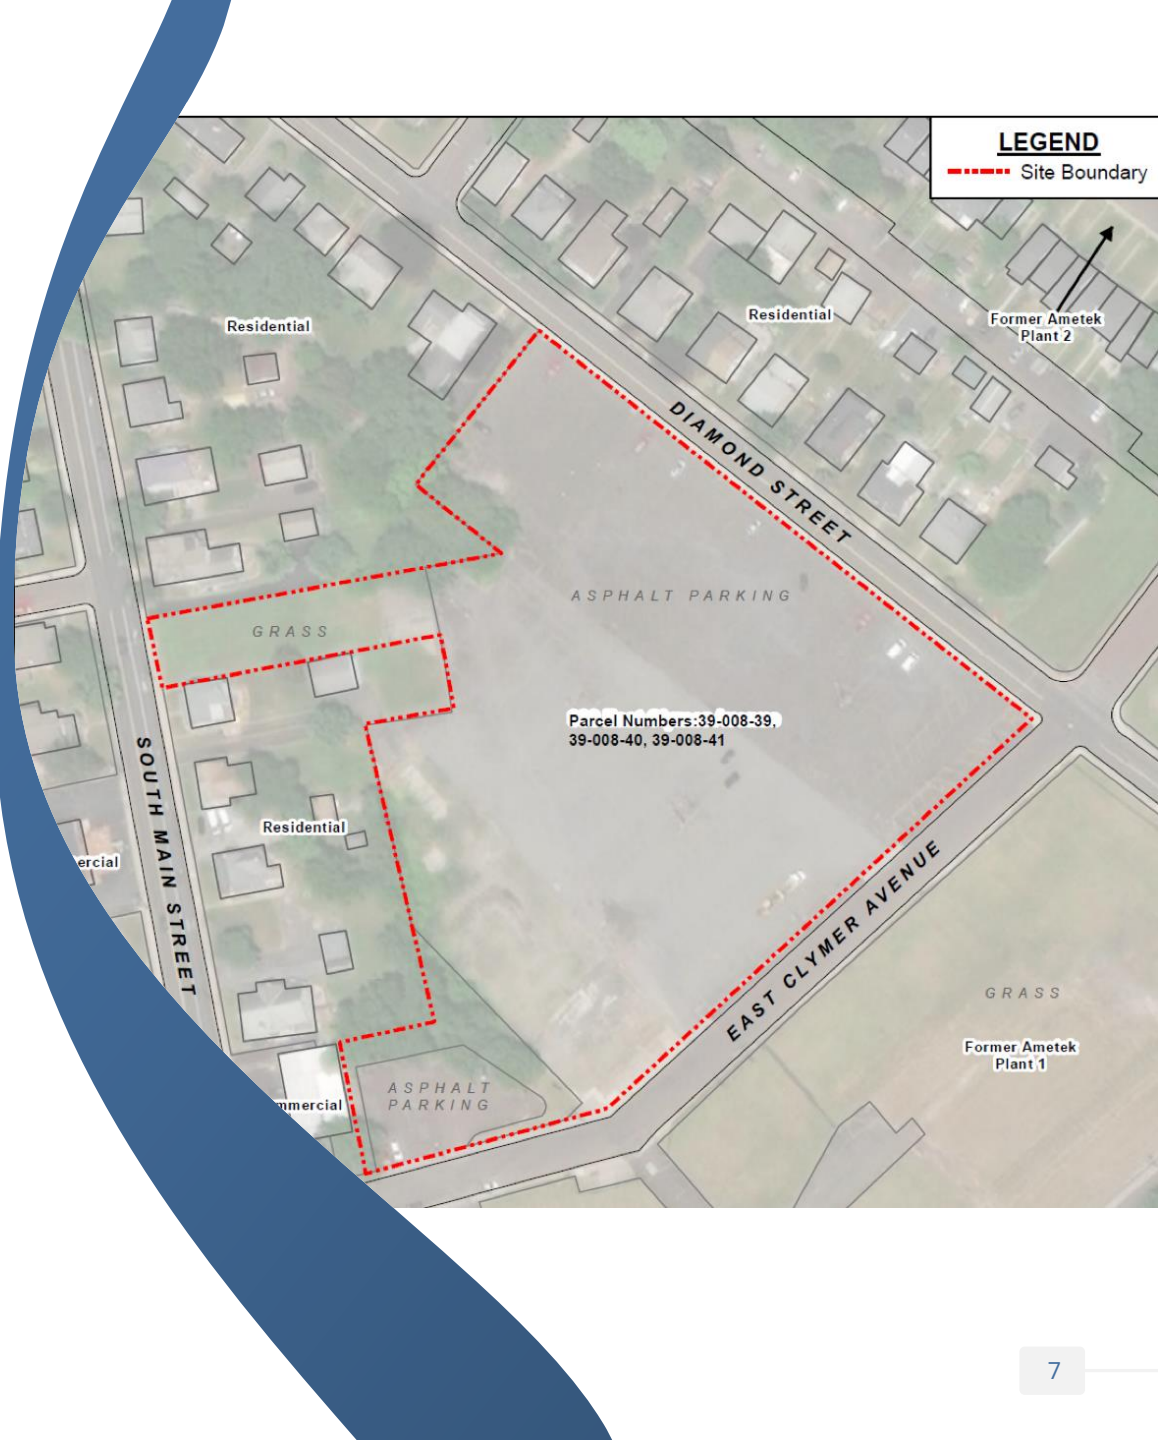 LEGEND
Site Boundary
Residential
Residential
Former Ametek
Plant 2
DIAMOND STREET
ASPHALT PARKING
GRASS
Parcel Numbers:39-008-39,
39-008-40, 39-008-41
SOUTH MAIN STREET
Residential
ercial
EAST CLYMER AVENUE
GRASS
Former Ametek
Plant 1
ASPHALT
PARKING
mmercial
7